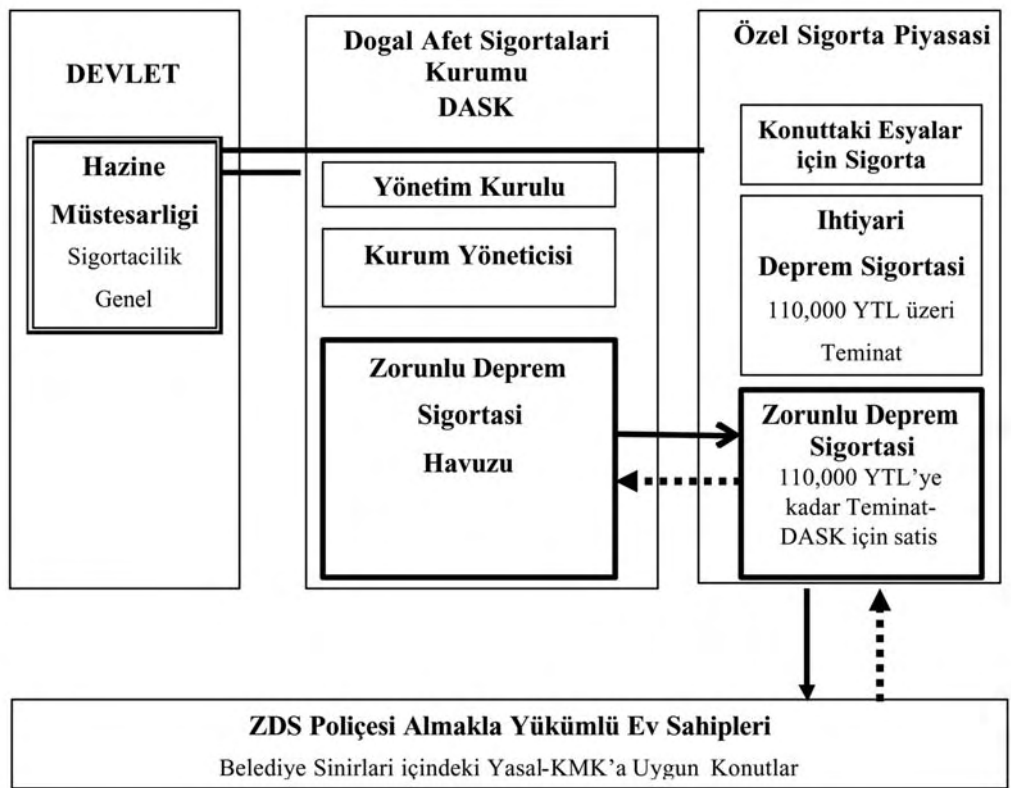 DEVLET
Hazine
Müstesarligi
Sigortacilik
Genel
Dogal Afet Sigortalari
Kurumu
DASK
Yönetim Kurulu
Kurum Yöneticisi
Zorunlu Deprem
Sigortasi
Havuzu
Özel Sigorta Piyasasi
Konuttaki Esyalar
için Sigorta
Ihtiyari
Deprem Sigortasi
110,000 YTL üzeri
Teminat
Zorunlu Deprem
Sigortasi
110,000 YTL’ye
kadar Teminat-
DASK için satis
ZDS Poliçesi Almakla Yükümlü Ev Sahipleri
Belediye Sinirlari içindeki Yasal-KMK’a Uygun Konutlar